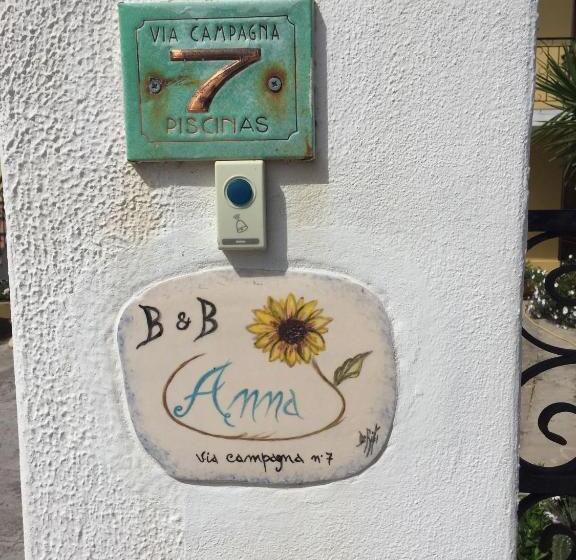 VIA CAMPAGNA
7
PISCINAS
B & B
Anna
Via campagna n° 7